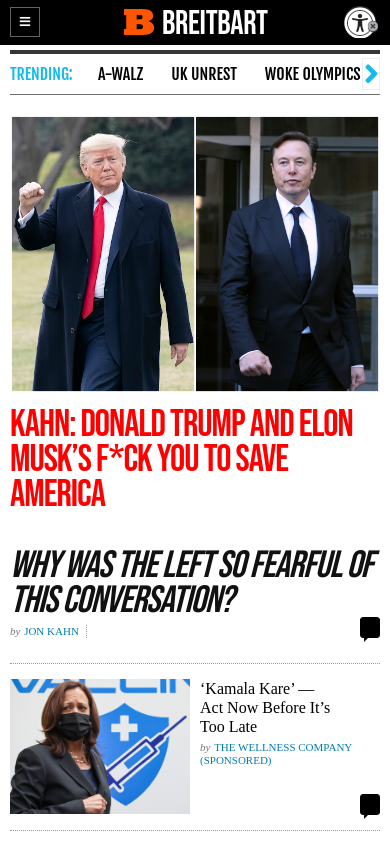 BREITBART
TRENDING: A-WALZ UK UNREST WOKE OLYMPICS
KAHN: DONALD TRUMP AND ELON
MUSK’S F*CK YOU TO SAVE
AMERICA
WHY WAS THE LEFT SO FEARFUL OF
THIS CONVERSATION?
by JON KAHN
VACCIN
‘Kamala Kare’ —
Act Now Before It’s
Too Late
by THE WELLNESS COMPANY
(SPONSORED)